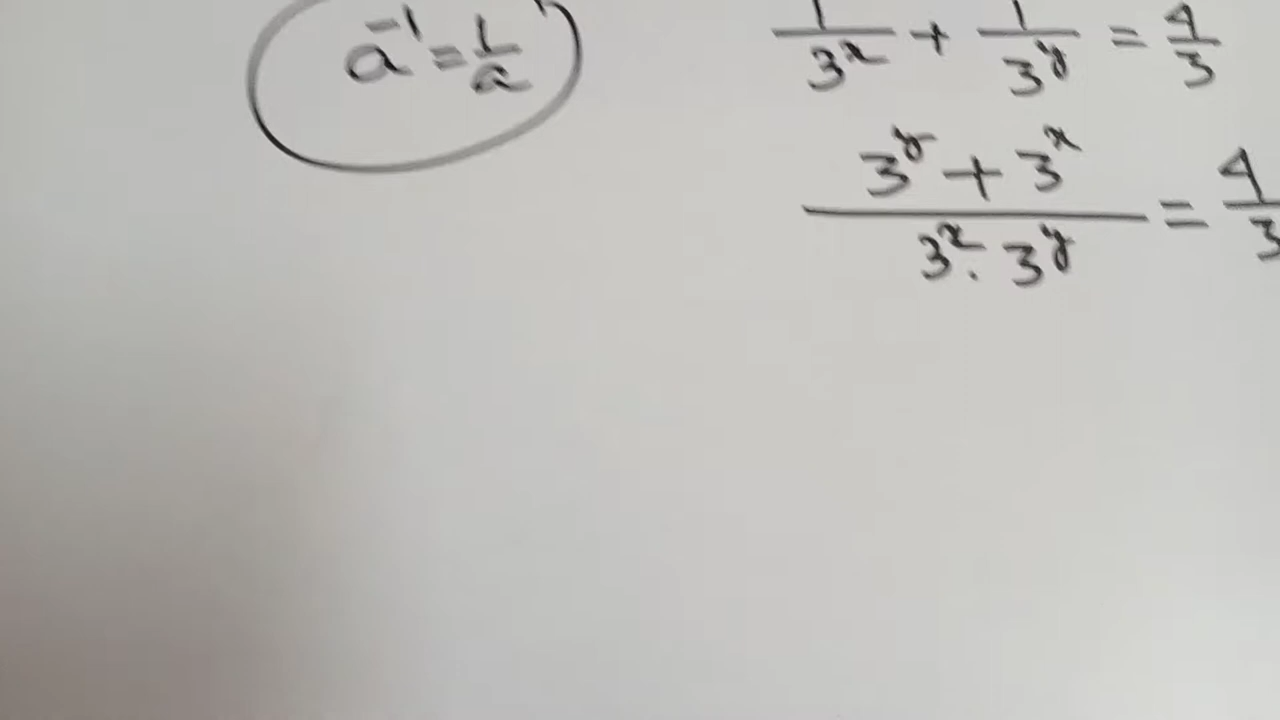 a⁻¹ = 1/a
1/3ˣ + 1/3ʸ = 4/3
(3ʸ + 3ˣ)/(3ˣ · 3ʸ) = 4/3